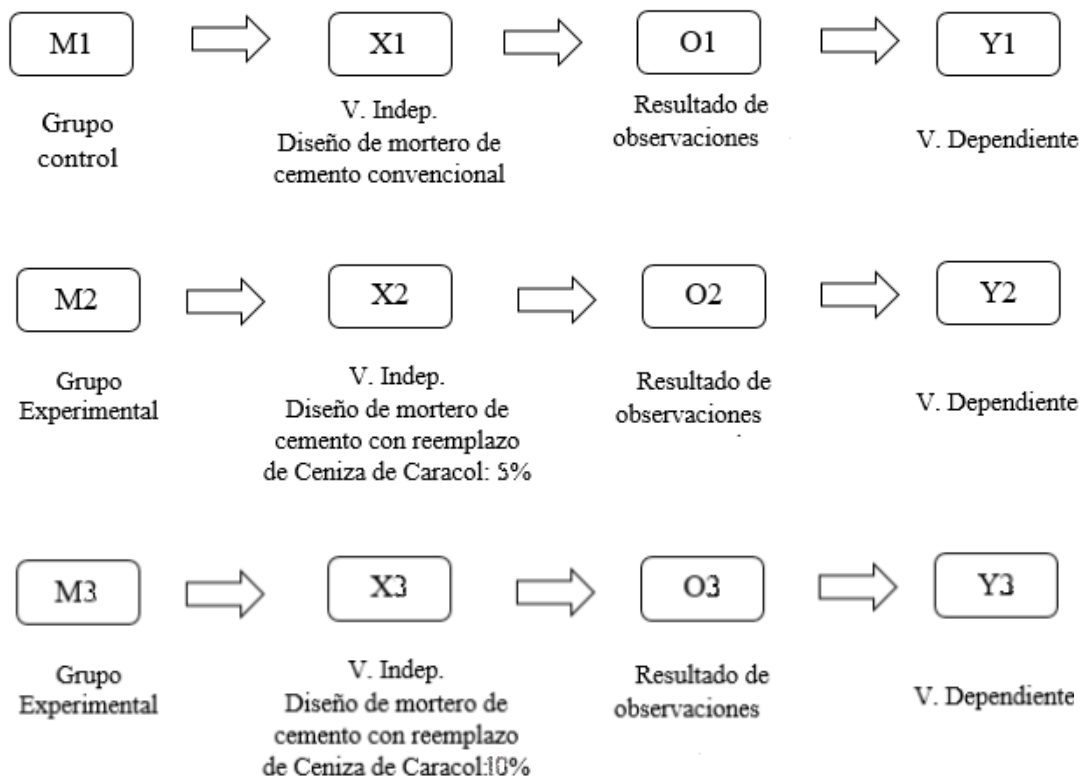 M1
X1
O1
Y1
Grupo
control
V. Indep.
Diseño de mortero de
cemento convencional
Resultado de
observaciones
V. Dependiente
M2
X2
O2
Y2
Grupo
Experimental
V. Indep.
Diseño de mortero de
cemento con reemplazo
de Ceniza de Caracol: 5%
Resultado de
observaciones
V. Dependiente
M3
X3
O3
Y3
Grupo
Experimental
V. Indep.
Diseño de mortero de
cemento con reemplazo
de Ceniza de Caracol:10%
Resultado de
observaciones
V. Dependiente